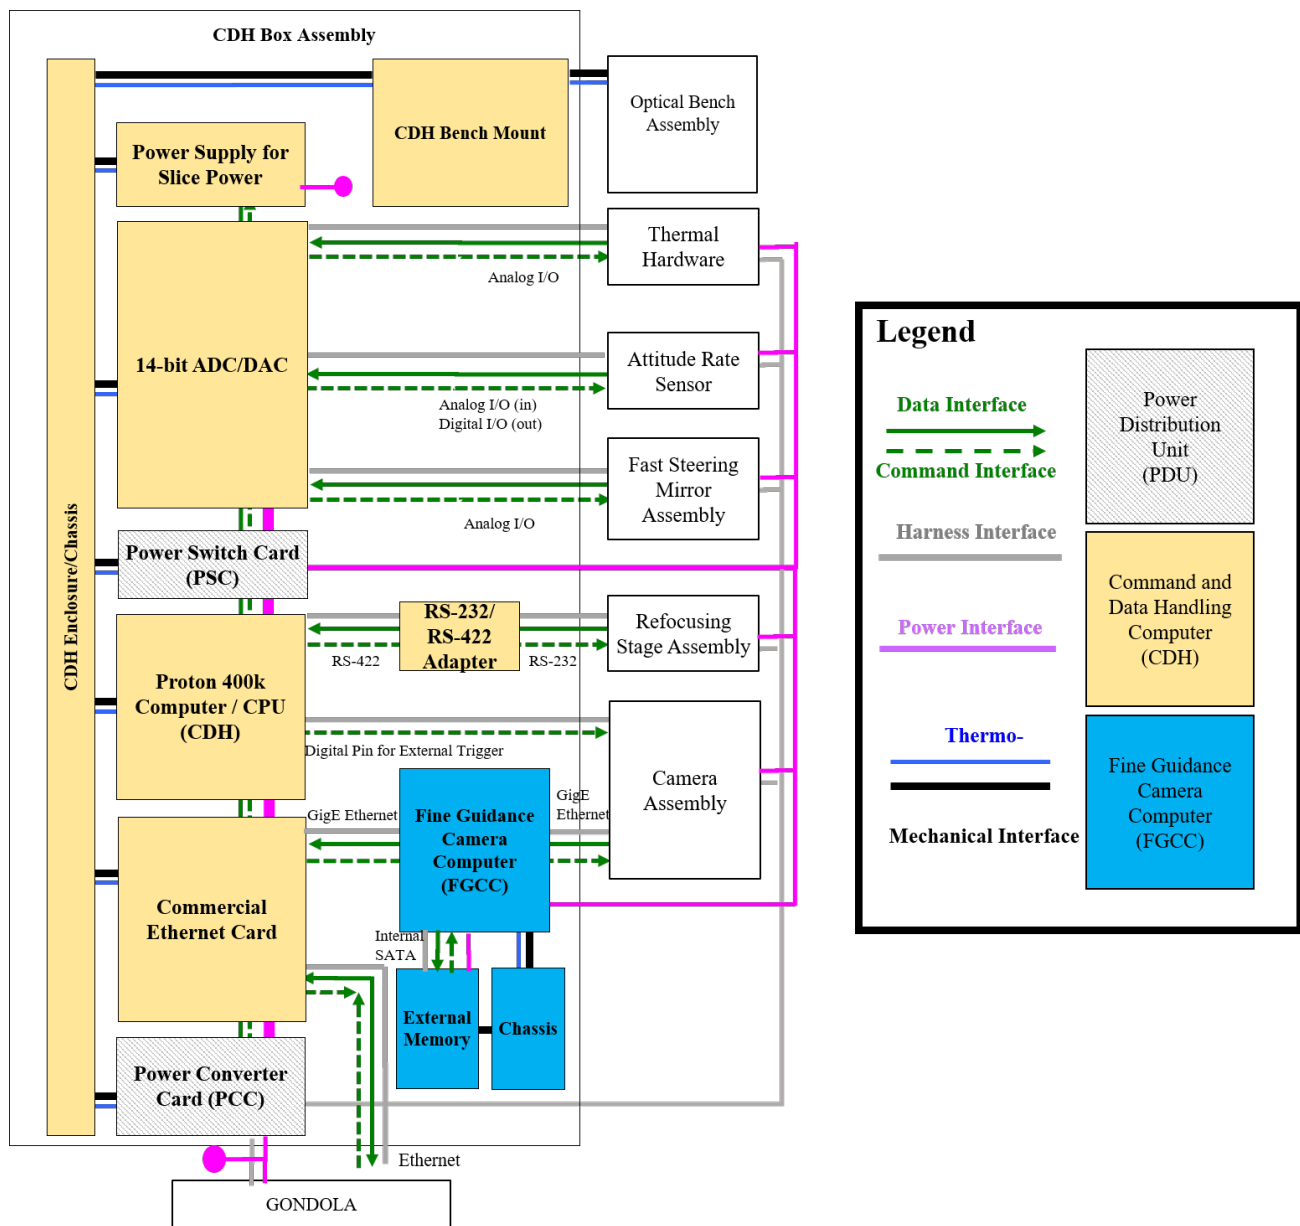 CDH Box Assembly
CDH Enclosure/Chassis
CDH Bench Mount
Optical Bench
Assembly
Power Supply for
Slice Power
14-bit ADC/DAC
Thermal
Hardware
Analog I/O
Attitude Rate
Sensor
Analog I/O (in)
Digital I/O (out)
Fast Steering
Mirror
Assembly
Analog I/O
Power Switch Card
(PSC)
Proton 400k
Computer / CPU
(CDH)
RS-232/
RS-422
Adapter
RS-422
RS-232
Refocusing
Stage Assembly
Digital Pin for External Trigger
Camera
Assembly
GigE Ethernet
GigE
Ethernet
Fine Guidance
Camera
Computer
(FGCC)
Commercial
Ethernet Card
Internal
SATA
External
Memory
Chassis
Power Converter
Card (PCC)
Ethernet
GONDOLA
Legend
Data Interface
Command Interface
Harness Interface
Power Interface
Thermo-
Mechanical Interface
Power
Distribution
Unit
(PDU)
Command and
Data Handling
Computer
(CDH)
Fine Guidance
Camera
Computer
(FGCC)